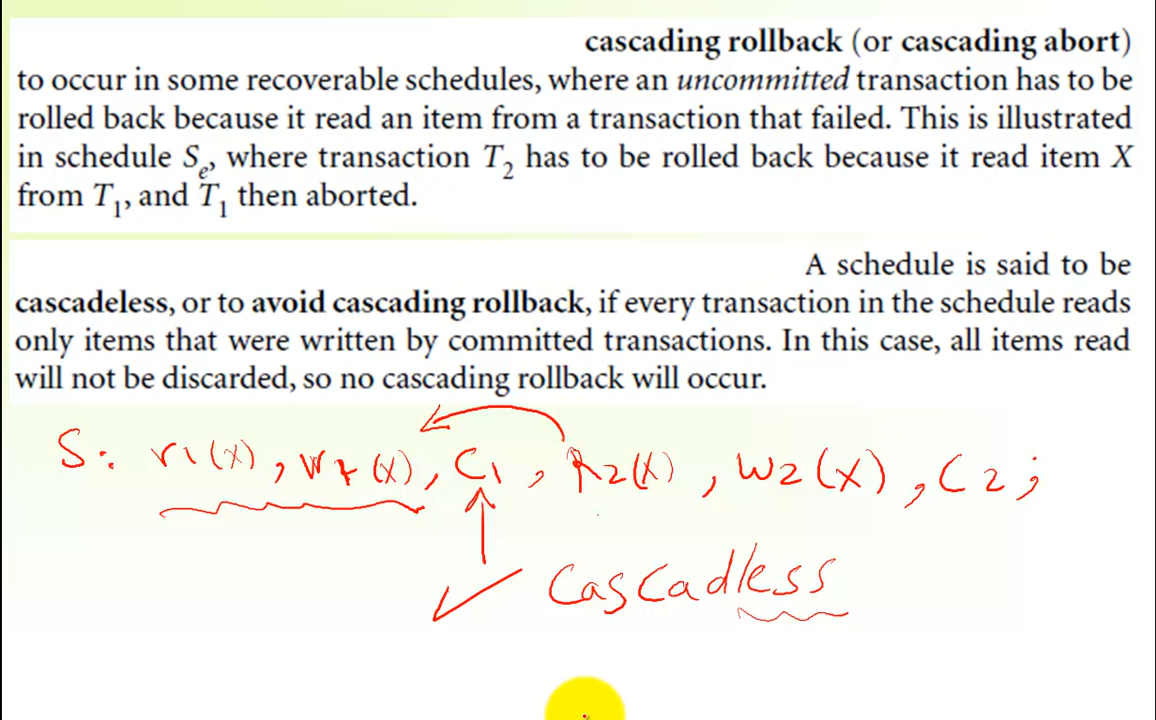 cascading rollback (or cascading abort)
to occur in some recoverable schedules, where an uncommitted transaction has to be
rolled back because it read an item from a transaction that failed. This is illustrated
in schedule Se, where transaction T2 has to be rolled back because it read item X
from T1, and T1 then aborted.
A schedule is said to be
cascadeless, or to avoid cascading rollback, if every transaction in the schedule reads
only items that were written by committed transactions. In this case, all items read
will not be discarded, so no cascading rollback will occur.
S: r1(X), W1(X), C1, R2(X), W2(X), C2;
Cascadless